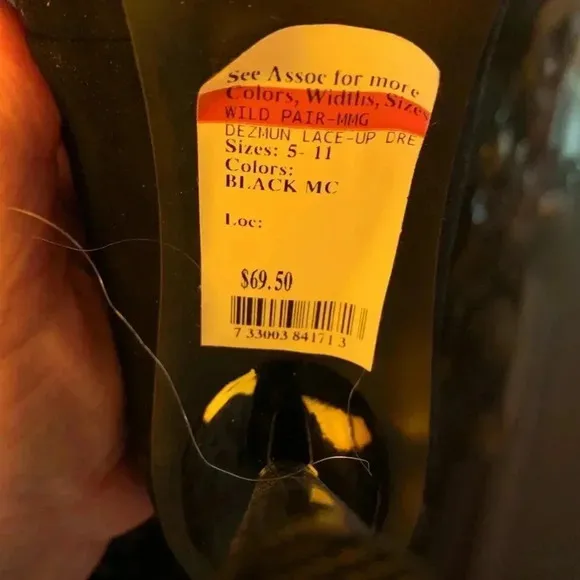 See Assoc for more
Colors, Widths, Sizes
WILD PAIR-MMG
DEZMUN LACE-UP DRE
Sizes: 5- 11
Colors:
BLACK MC
Loc:
$69.50
7 33003 84171 3